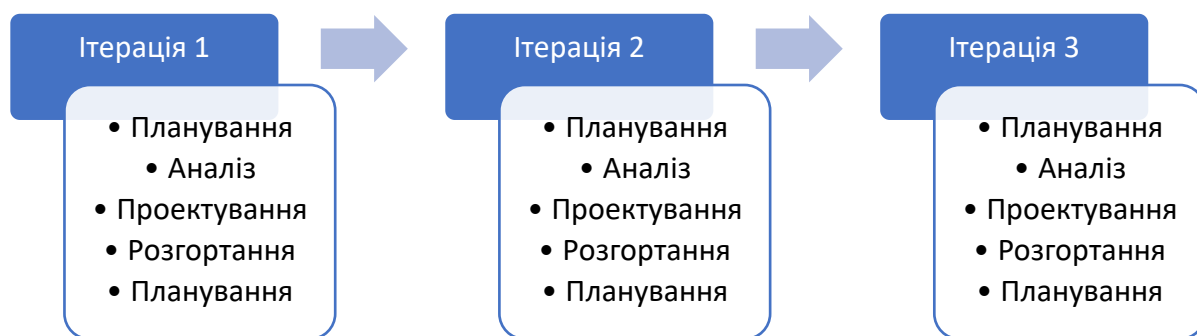 Ітерація 1
• Планування
• Аналіз
• Проектування
• Розгортання
• Планування
Ітерація 2
• Планування
• Аналіз
• Проектування
• Розгортання
• Планування
Ітерація 3
• Планування
• Аналіз
• Проектування
• Розгортання
• Планування